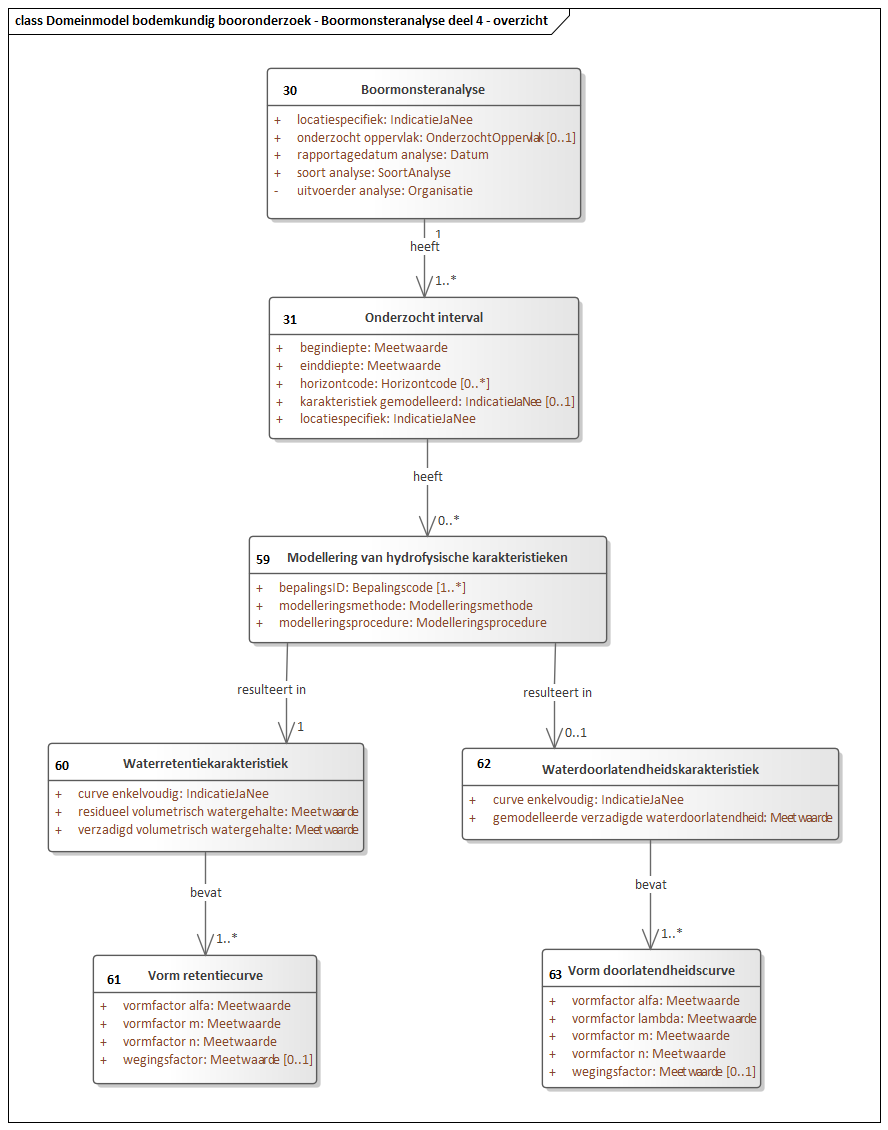 class Domeinmodel bodemkundig booronderzoek - Boormonsteranalyse deel 4 - overzicht
30 Boormonsteranalyse
+ locatiespecifiek: IndicatieJaNee
+ onderzocht oppervlak: OnderzochtOppervlak [0..1]
+ rapportagedatum analyse: Datum
+ soort analyse: SoortAnalyse
- uitvoerder analyse: Organisatie
1
heeft
1..*
31 Onderzocht interval
+ begindiepte: Meetwaarde
+ einddiepte: Meetwaarde
+ horizontcode: Horizontcode [0..*]
+ karakteristiek gemodelleerd: IndicatieJaNee [0..1]
+ locatiespecifiek: IndicatieJaNee
heeft
0..*
59 Modellering van hydrofysische karakteristieken
+ bepalingsID: Bepalingscode [1..*]
+ modelleringsmethode: Modelleringsmethode
+ modelleringsprocedure: Modelleringsprocedure
resulteert in
1
60 Waterretentiekarakteristiek
+ curve enkelvoudig: IndicatieJaNee
+ residueel volumetrisch watergehalte: Meetwaarde
+ verzadigd volumetrisch watergehalte: Meetwaarde
bevat
1..*
61 Vorm retentiecurve
+ vormfactor alfa: Meetwaarde
+ vormfactor m: Meetwaarde
+ vormfactor n: Meetwaarde
+ wegingsfactor: Meetwaarde [0..1]
resulteert in
0..1
62 Waterdoorlatendheidskarakteristiek
+ curve enkelvoudig: IndicatieJaNee
+ gemodelleerde verzadigde waterdoorlatendheid: Meetwaarde
bevat
1..*
63 Vorm doorlatendheidscurve
+ vormfactor alfa: Meetwaarde
+ vormfactor lambda: Meetwaarde
+ vormfactor m: Meetwaarde
+ vormfactor n: Meetwaarde
+ wegingsfactor: Meetwaarde [0..1]